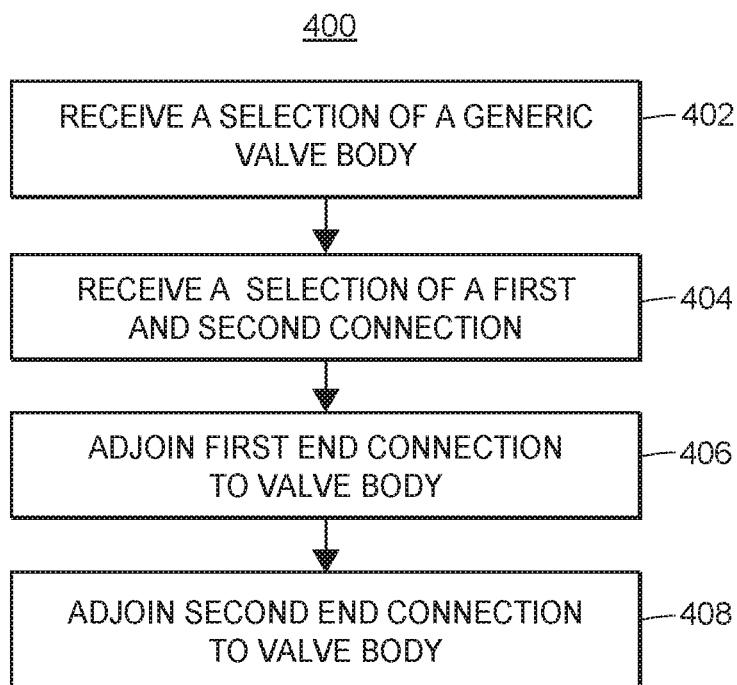 400
RECEIVE A SELECTION OF A GENERIC
VALVE BODY
402
RECEIVE A SELECTION OF A FIRST
AND SECOND CONNECTION
404
ADJOIN FIRST END CONNECTION
TO VALVE BODY
406
ADJOIN SECOND END CONNECTION
TO VALVE BODY
408